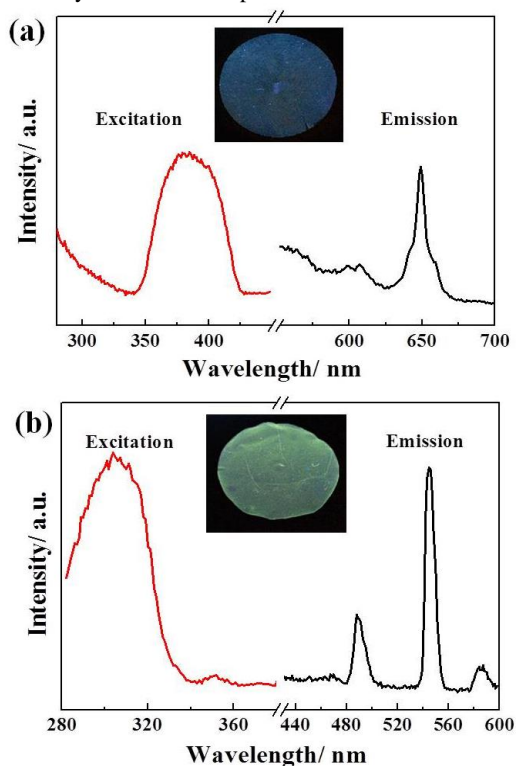 (a)
Excitation
Emission
Intensity/ a.u.
300 350 400 600 650 700
Wavelength/ nm
(b)
Excitation
Emission
Intensity/ a.u.
280 320 360 440 480 520 560 600
Wavelength/ nm